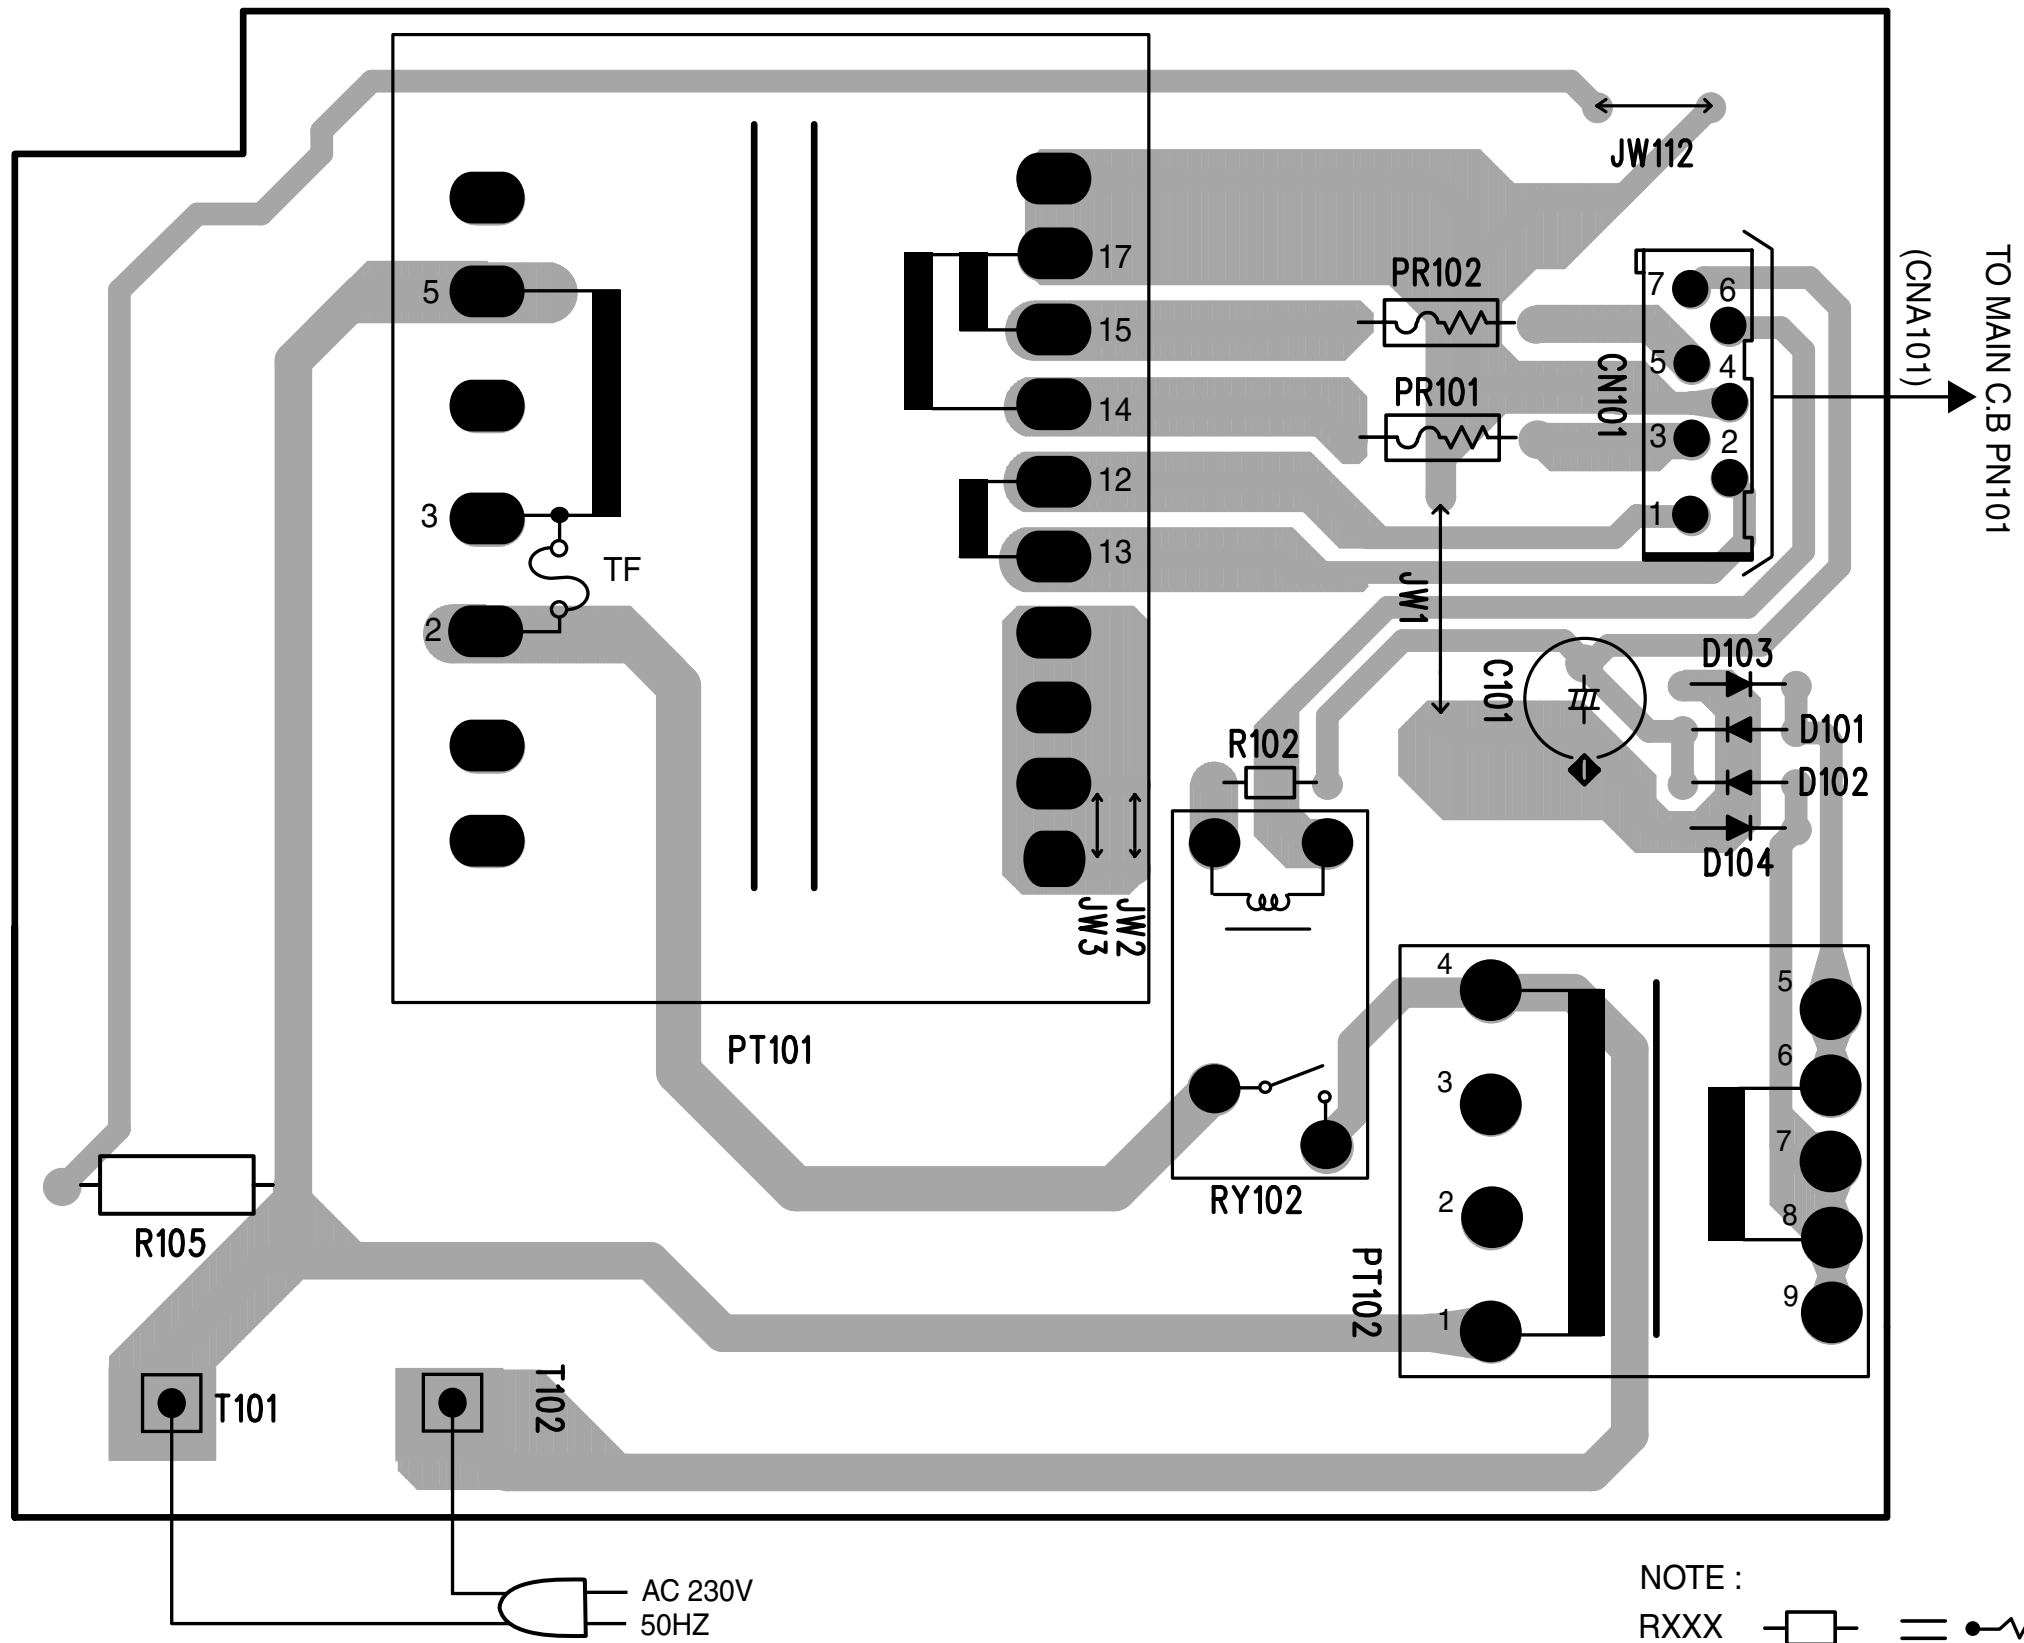 JW112
17
PR102
7
6
5
15
5
4
CN101
PR101
14
3
2
12
1
3
13
TF
2
JW1
C101
D103
D101
R102
D102
D104
JW3
JW2
4
5
PT101
6
3
7
2
8
RY102
R105
PT102
9
1
T101
T102
(CNA101)
TO MAIN C.B PN101
AC 230V
50HZ
NOTE :
RXXX